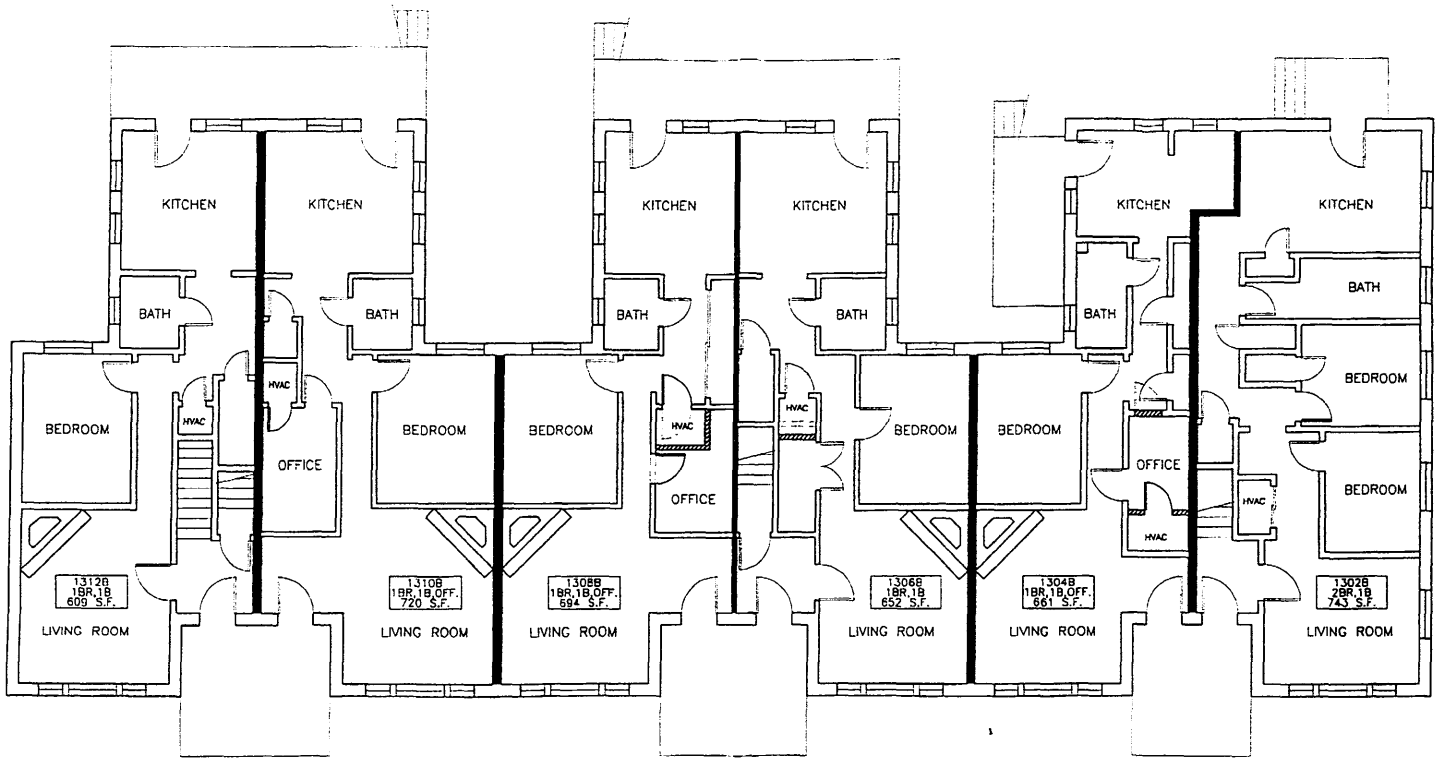 KITCHEN
KITCHEN
KITCHEN
KITCHEN
KITCHEN
KITCHEN
BATH
BATH
BATH
BATH
BATH
BATH
HVAC
HVAC
HVAC
HVAC
HVAC
HVAC
BEDROOM
BEDROOM
BEDROOM
BEDROOM
BEDROOM
BEDROOM
BEDROOM
OFFICE
OFFICE
OFFICE
1312B
1BR,1B
609 S.F.
LIVING ROOM
1310B
1BR,1B,OFF.
720 S.F.
LIVING ROOM
1308B
1BR,1B,OFF.
694 S.F.
LIVING ROOM
1306B
1BR,1B
652 S.F.
LIVING ROOM
1304B
1BR,1B,OFF.
661 S.F.
LIVING ROOM
1302B
2BR,1B
743 S.F.
LIVING ROOM